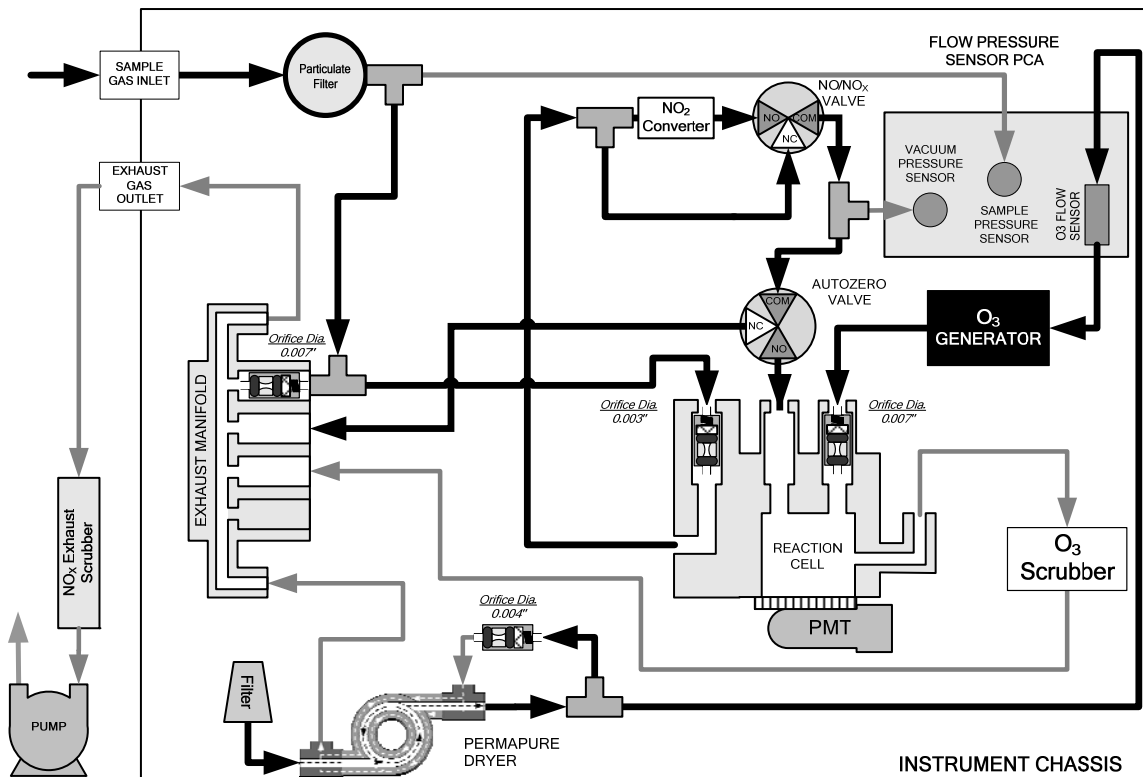 SAMPLE
GAS INLET
Particulate
Filter
FLOW PRESSURE
SENSOR PCA
EXHAUST
GAS
OUTLET
NO2
Converter
NO/NOX
VALVE
NO
COM
NC
VACUUM
PRESSURE
SENSOR
SAMPLE
PRESSURE
SENSOR
O3 FLOW
SENSOR
AUTOZERO
VALVE
COM
NC
NO
O3
GENERATOR
Orifice Dia.
0.007"
Orifice Dia.
0.003"
Orifice Dia.
0.007"
EXHAUST MANIFOLD
NOX Exhaust
Scrubber
REACTION
CELL
O3
Scrubber
PMT
Orifice Dia.
0.004"
Filter
PUMP
PERMAPURE
DRYER
INSTRUMENT CHASSIS